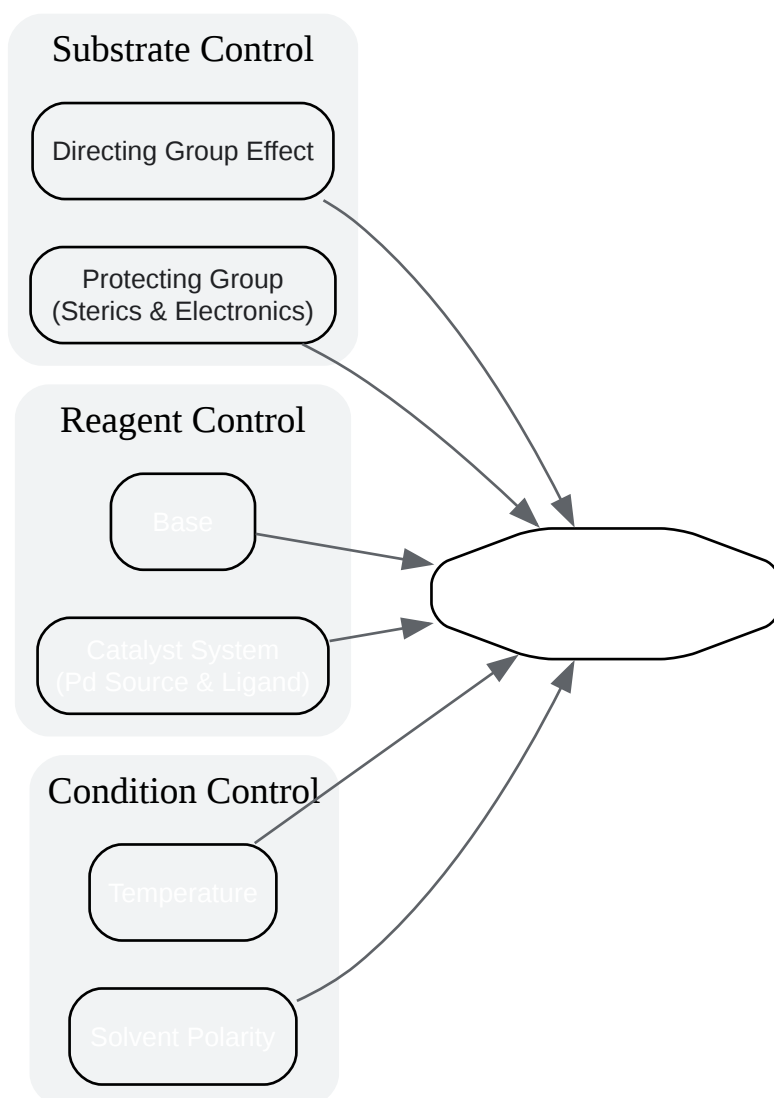 Substrate Control
Directing Group Effect
Protecting Group
(Sterics & Electronics)
Reagent Control
Base
Catalyst System
(Pd Source & Ligand)
Condition Control
Temperature
Solvent Polarity